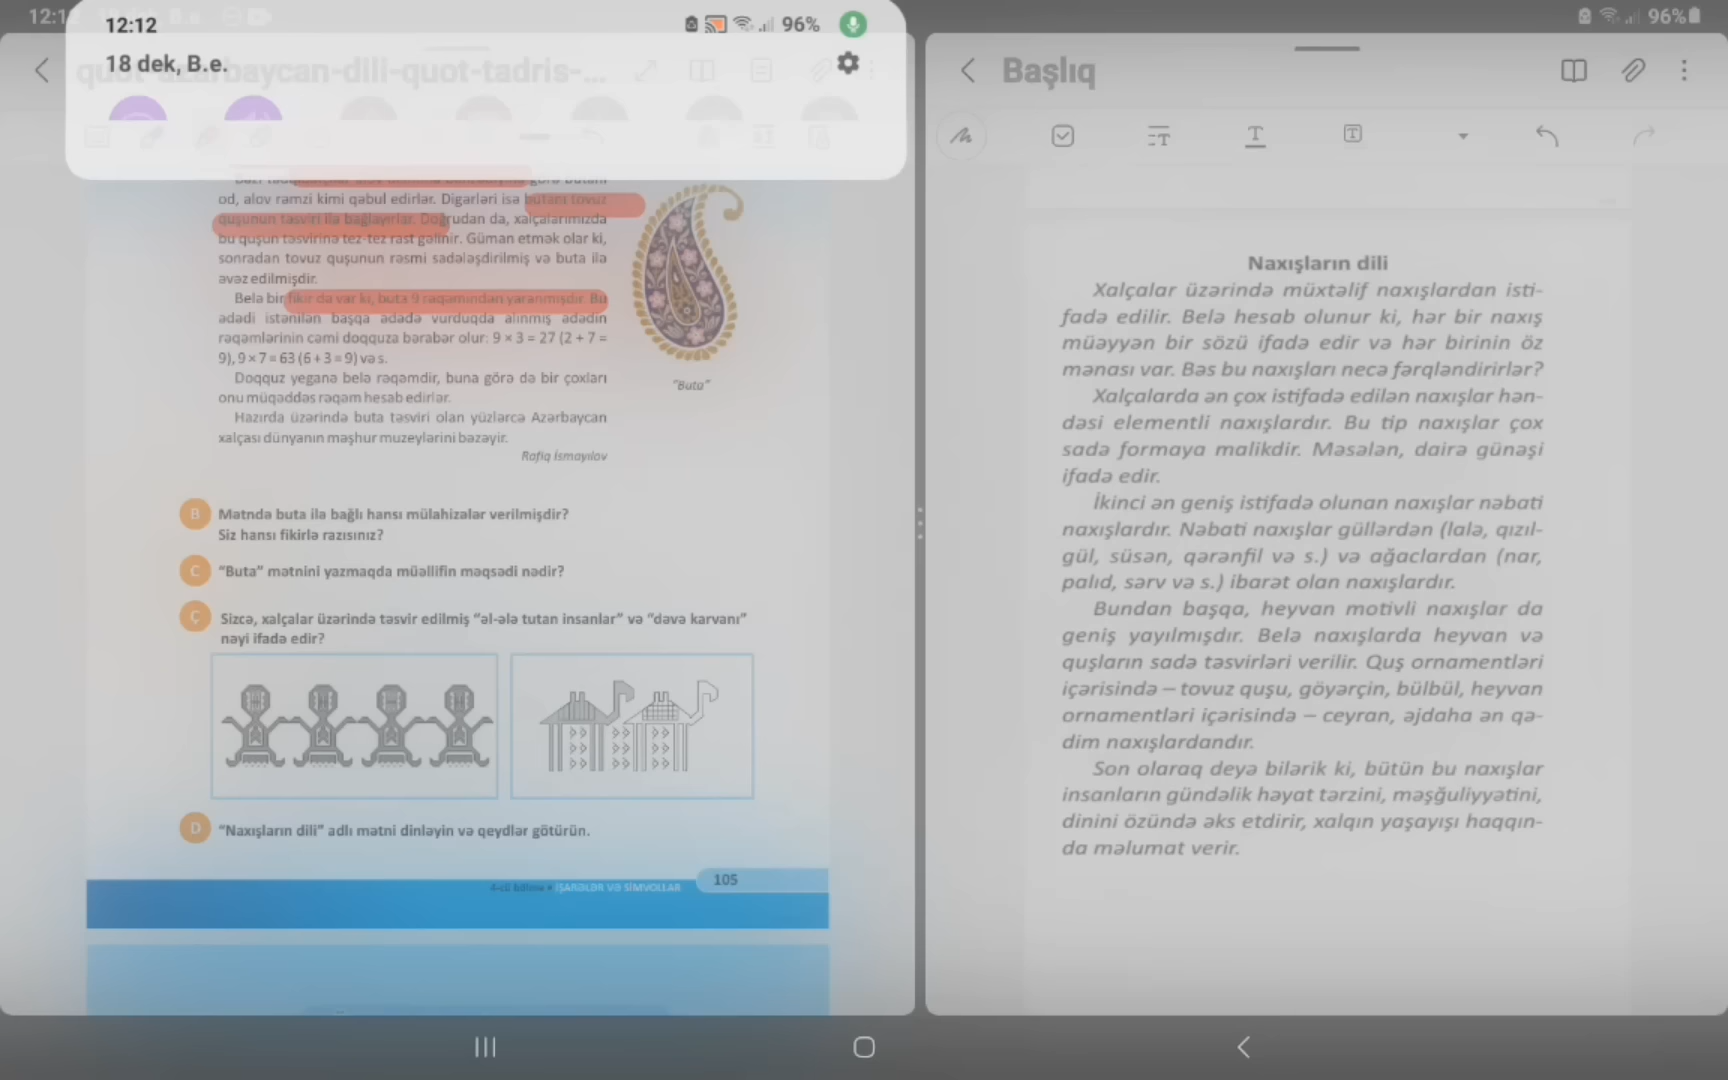 12:12
96%
18 dek, B.e.
quot-azərbaycan-dili-quot-tadris-...
od, alov rəmzi kimi qəbul edirlər. Digərləri isə butanı tovuz
quşunun təsviri ilə bağlayırlar. Doğrudan da, xalçalarımızda
bu quşun təsvirinə tez-tez rast gəlinir. Güman etmək olar ki,
sonradan tovuz quşunun rəsmi sadələşdirilmiş və buta ilə
əvəz edilmişdir.
Belə bir fikir də var ki, buta 9 rəqəmindən yaranmışdır. Bu
ədədi istənilən başqa ədədə vurduqda alınmış ədədin
rəqəmlərinin cəmi doqquza bərabər olur: 9 × 3 = 27 (2 + 7 =
9), 9 × 7 = 63 (6 + 3 = 9) və s.
Doqquz yeganə belə rəqəmdir, buna görə də bir çoxları
onu müqəddəs rəqəm hesab edirlər.
Hazırda üzərində buta təsviri olan yüzlərcə Azərbaycan
xalçası dünyanın məşhur muzeylərini bəzəyir.
Rafiq İsmayılov
"Buta"
B Mətndə buta ilə bağlı hansı mülahizələr verilmişdir?
Siz hansı fikirlə razısınız?
C "Buta" mətnini yazmaqda müəllifin məqsədi nədir?
Ç Sizcə, xalçalar üzərində təsvir edilmiş "əl-ələ tutan insanlar" və "dəvə karvanı"
nəyi ifadə edir?
D "Naxışların dili" adlı mətni dinləyin və qeydlər götürün.
4-cü bölmə • İŞARƏLƏR VƏ SİMVOLLAR 105
96%
Başlıq
Naxışların dili
Xalçalar üzərində müxtəlif naxışlardan isti-
fadə edilir. Belə hesab olunur ki, hər bir naxış
müəyyən bir sözü ifadə edir və hər birinin öz
mənası var. Bəs bu naxışları necə fərqləndirirlər?
Xalçalarda ən çox istifadə edilən naxışlar hən-
dəsi elementli naxışlardır. Bu tip naxışlar çox
sadə formaya malikdir. Məsələn, dairə günəşi
ifadə edir.
İkinci ən geniş istifadə olunan naxışlar nəbati
naxışlardır. Nəbati naxışlar güllərdən (lalə, qızıl-
gül, süsən, qərənfil və s.) və ağaclardan (nar,
palıd, sərv və s.) ibarət olan naxışlardır.
Bundan başqa, heyvan motivli naxışlar da
geniş yayılmışdır. Belə naxışlarda heyvan və
quşların sadə təsvirləri verilir. Quş ornamentləri
içərisində – tovuz quşu, göyərçin, bülbül, heyvan
ornamentləri içərisində – ceyran, əjdaha ən qə-
dim naxışlardandır.
Son olaraq deyə bilərik ki, bütün bu naxışlar
insanların gündəlik həyat tərzini, məşğuliyyətini,
dinini özündə əks etdirir, xalqın yaşayışı haqqın-
da məlumat verir.